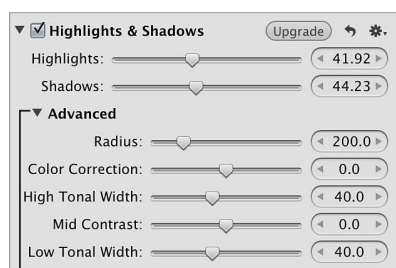 Highlights & Shadows Upgrade
Highlights: 41.92
Shadows: 44.23
Advanced
Radius: 200.0
Color Correction: 0.0
High Tonal Width: 40.0
Mid Contrast: 0.0
Low Tonal Width: 40.0